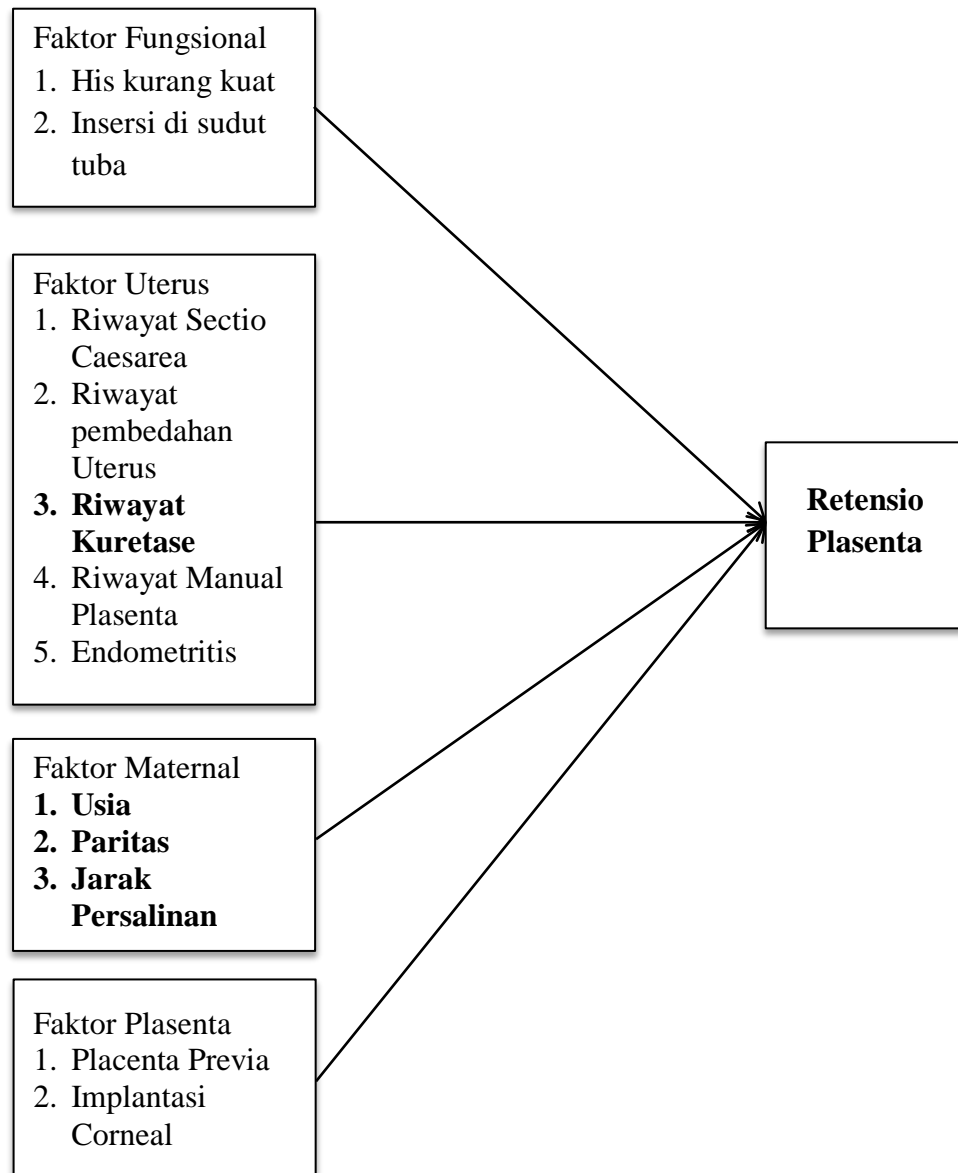 Faktor Fungsional
1. His kurang kuat
2. Insersi di sudut
tuba
Faktor Uterus
1. Riwayat Sectio
Caesarea
2. Riwayat
pembedahan
Uterus
3. Riwayat
Kuretase
4. Riwayat Manual
Plasenta
5. Endometritis
Retensio
Plasenta
Faktor Maternal
1. Usia
2. Paritas
3. Jarak
Persalinan
Faktor Plasenta
1. Placenta Previa
2. Implantasi
Corneal